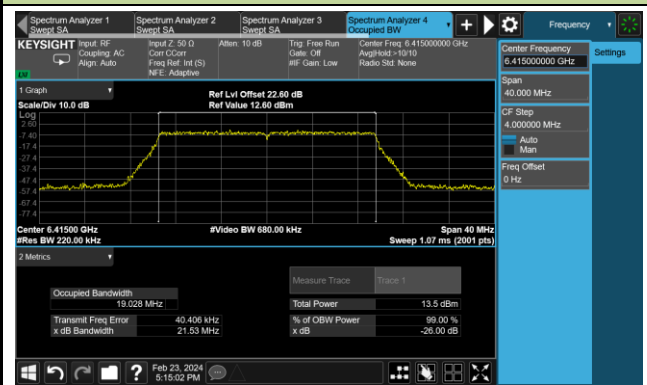 Spectrum Analyzer 1
Swept SA
Spectrum Analyzer 2
Swept SA
Spectrum Analyzer 3
Swept SA
Spectrum Analyzer 4
Occupied BW
Frequency
KEYSIGHT
Input: RF
Coupling: AC
Align: Auto
Input Z: 50 Ω
Corr CCorr
Freq Ref: Int (S)
NFE: Adaptive
Atten: 10 dB
Trig: Free Run
Gate: Off
#IF Gain: Low
Center Freq: 6.415000000 GHz
Avg|Hold:>10/10
Radio Std: None
Center Frequency
6.415000000 GHz
Settings
Span
40.000 MHz
CF Step
4.000000 MHz
Auto
Man
Freq Offset
0 Hz
1 Graph
Scale/Div 10.0 dB
Ref Lvl Offset 22.60 dB
Ref Value 12.60 dBm
Log
2.60
-7.40
-17.4
-27.4
-37.4
-47.4
-57.4
-67.4
-77.4
Center 6.41500 GHz
#Res BW 220.00 kHz
#Video BW 680.00 kHz
Span 40 MHz
Sweep 1.07 ms (2001 pts)
2 Metrics
Measure Trace
Trace 1
Occupied Bandwidth
19.028 MHz
Total Power
13.5 dBm
Transmit Freq Error
40.406 kHz
% of OBW Power
99.00 %
x dB Bandwidth
21.53 MHz
x dB
-26.00 dB
?
Feb 23, 2024
5:15:02 PM